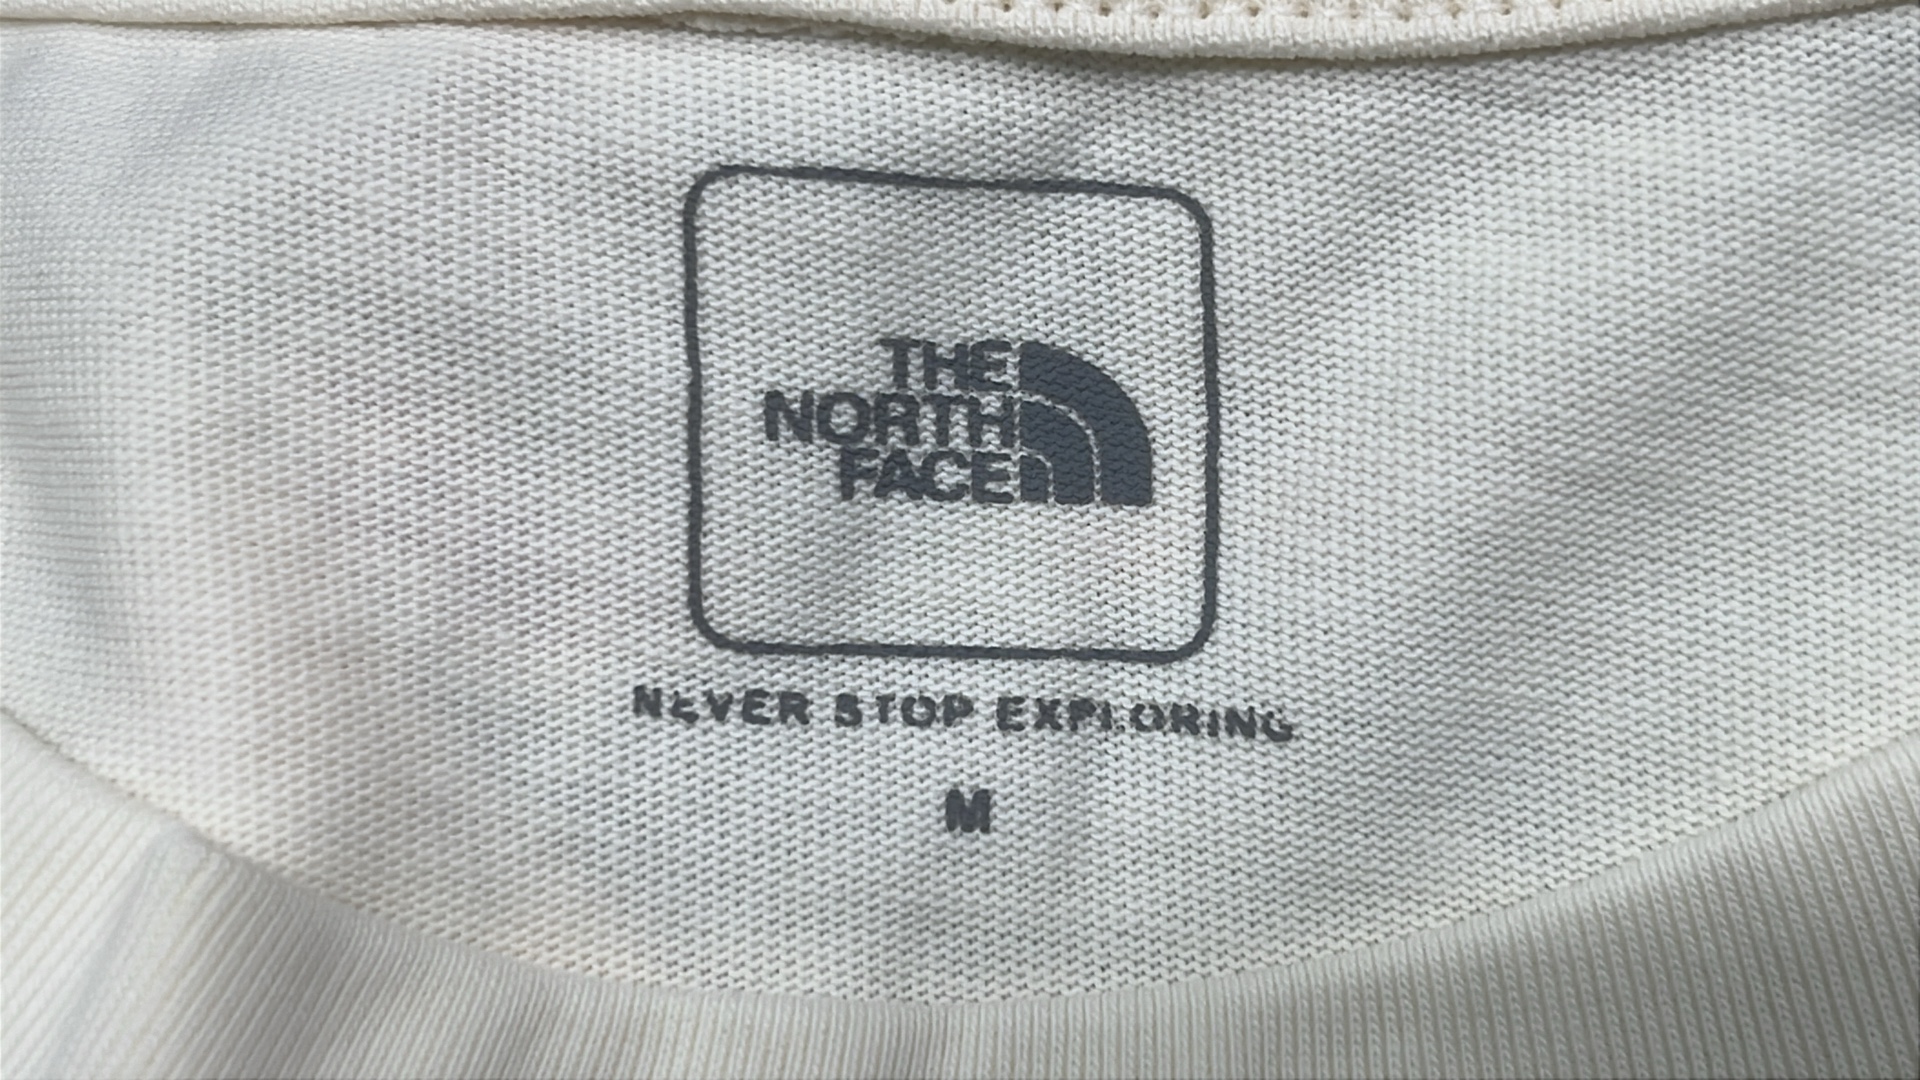 THE
NORTH
FACE
NEVER STOP EXPLORING
M